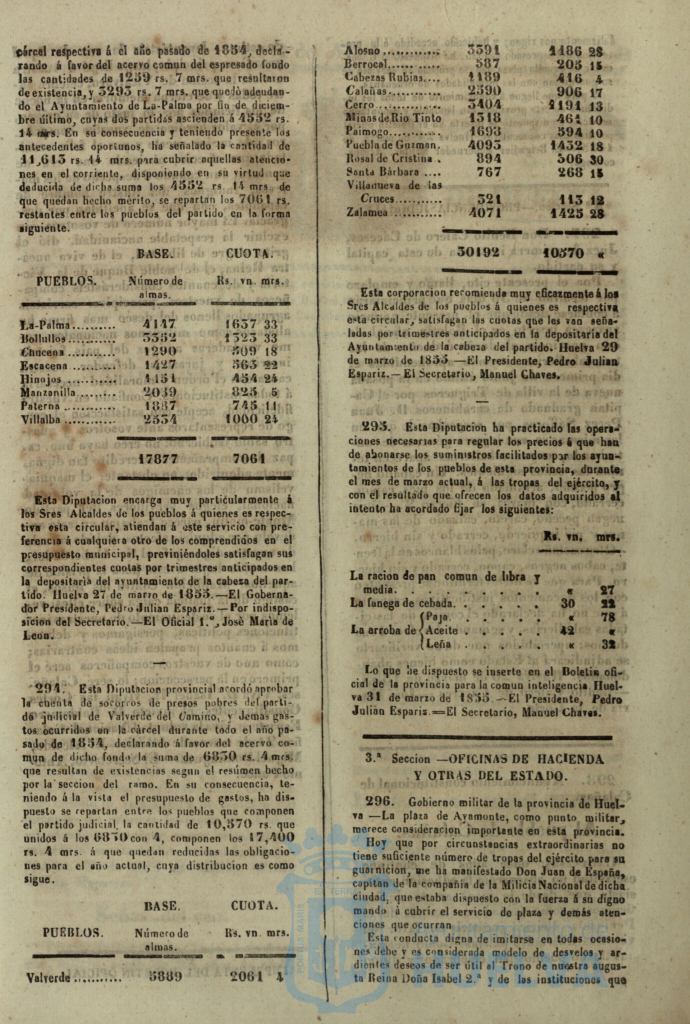 cárcel respectiva á el año pasado de 1854, decla-
rando á favor del acervo comun del espresado fondo
las cantidades de 1259 rs. 7 mrs. que resultaron
de existencia, y 3293 rs. 7 mrs. que quedó adeudan-
do el Ayuntamiento de La-Palma por fin de diciem-
bre último, cuyas dos partidas ascienden á 4552 rs.
14 mrs. En su consecuencia y teniendo presente los
antecedentes oportunos, ha señalado la cantidad de
11,613 rs. 14 mrs. para cubrir aquellas atencio-
nes en el corriente, disponiendo en su virtud que
deducida de dicha suma los 4552 rs 14 mrs. de
que quedan hecho mérito, se repartan los 7061 rs.
restantes entre los pueblos del partido en la forma
siguiente.
BASE. CUOTA.
PUEBLOS. Número de Rs. vn. mrs.
almas.
La-Palma.......... 4147 1637 33
Bollullos.......... 3352 1323 33
Chucena.......... 1290 509 18
Escacena.......... 1427 563 22
Hinojos .......... 1151 454 24
Manzanilla ........ 2089 825 5
Paterna .......... 1887 745 11
Villalba .......... 2534 1000 24
17877 7061
Esta Diputacion encarga muy particularmente á
los Sres Alcaldes de los pueblos á quienes es respec-
tiva esta circular, atiendan á este servicio con pre-
ferencia á cualquiera otro de los comprendidos en el
presupuesto municipal, previniéndoles satisfagan sus
correspondientes cuotas por trimestres anticipados en
la depositaria del ayuntamiento de la cabeza del par-
tido. Huelva 27 de marzo de 1855.—El Goberna-
dor Presidente, Pedro Julian Espariz.—Por indispo-
sicion del Secretario.—El Oficial 1.º, José Maria de
Leon.
294. Esta Diputacion provincial acordó aprobar
la cuenta de socorros de presos pobres del parti-
do judicial de Valverde del Camino, y demas gas-
tos ocurridos en la cárcel durante todo el año pa-
sado de 1854, declarando á favor del acervo co-
mun de dicho fondo la suma de 6830 rs. 4 mrs.
que resultan de existencias segun el resúmen hecho
por la seccion del ramo. En su consecuencia, te-
niendo á la vista el presupuesto de gastos, ha dis-
puesto se repartan entre los pueblos que componen
el partido judicial, la cantidad de 10,570 rs. que
unidos á los 6830 con 4, componen los 17,400
rs. 4 mrs. á que quedan reducidas las obligacio-
nes para el año actual, cuya distribucion es como
sigue.
BASE. CUOTA.
PUEBLOS. Número de Rs. vn. mrs.
almas.
Valverde .......... 5889 2061 4
Alosno ............ 3391 1186 28
Berrocal........... 587 205 15
Cabezas Rubias.... 1189 416 4
Calañas............ 2590 906 17
Cerro ............. 3404 1191 13
Minas de Rio Tinto 1318 461 10
Paimogo........... 1693 594 10
Puebla de Guzman. 4093 1432 18
Rosal de Cristina . 894 306 30
Santa Bárbara .... 767 268 15
Villanueva de las
Cruces.......... 321 113 12
Zalamea .......... 4071 1425 28
30192 10570 «
Esta corporacion recomienda muy eficazmente á los
Sres Alcaldes de los pueblos á quienes es respectiva
esta circular, satisfagan las cuotas que les van seña-
ladas por trimestres anticipados en la depositaria del
Ayuntamiento de la cabeza del partido. Huelva 29
de marzo de 1855 —El Presidente, Pedro Julian
Espariz.—El Secretario, Manuel Chaves.
295. Esta Diputacion ha practicado las opera-
ciones necesarias para regular los precios á que han
de abonarse los suministros facilitados por los ayun-
tamientos de los pueblos de esta provincia, durante
el mes de marzo actual, á las tropas del ejército, y
con el resultado que ofrecen los datos adquiridos al
intento ha acordado fijar los siguientes:
Rs. vn. mrs.
La racion de pan comun de libra y
media. . . . . . . . « 27
La fanega de cebada. . . . . . 30 22
Paja. . . . . « 78
La arroba de Aceite . . . . . 42 «
Leña . . . . . « 32
Lo que he dispuesto se inserte en el Boletin ofi-
cial de la provincia para la comun inteligencia Huel-
va 31 de marzo de 1855 —El Presidente, Pedro
Julian Espariz.=El Secretario, Manuel Chaves.
3.ª Seccion —OFICINAS DE HACIENDA
Y OTRAS DEL ESTADO.
296. Gobierno militar de la provincia de Huel-
va —La plaza de Ayamonte, como punto militar,
merece consideracion importante en esta provincia.
Hoy que por circunstancias extraordinarias no
tiene suficiente número de tropas del ejército para su
guarnicion, me ha manifestado Don Juan de España,
capitan de la compañia de la Milicia Nacional de dicha
ciudad, que estaba dispuesto con la fuerza á su digno
mando á cubrir el servicio de plaza y demás aten-
ciones que ocurran
Esta conducta digna de imitarse en todas ocasio-
nes debe y es considerada modelo de desvelos y ar-
dientes deseos de ser útil al Trono de nuestra augus-
ta Reina Doña Isabel 2.ª y de las instituciones que